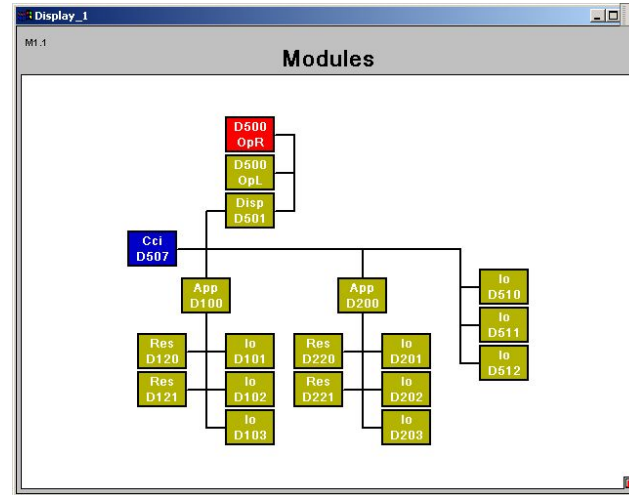 Display_1
M1.1
Modules
D500
OpR
D500
OpL
Disp
D501
Cci
D507
App
D100
App
D200
Io
D510
Io
D511
Io
D512
Res
D120
Io
D101
Res
D220
Io
D201
Res
D121
Io
D102
Res
D221
Io
D202
Io
D103
Io
D203